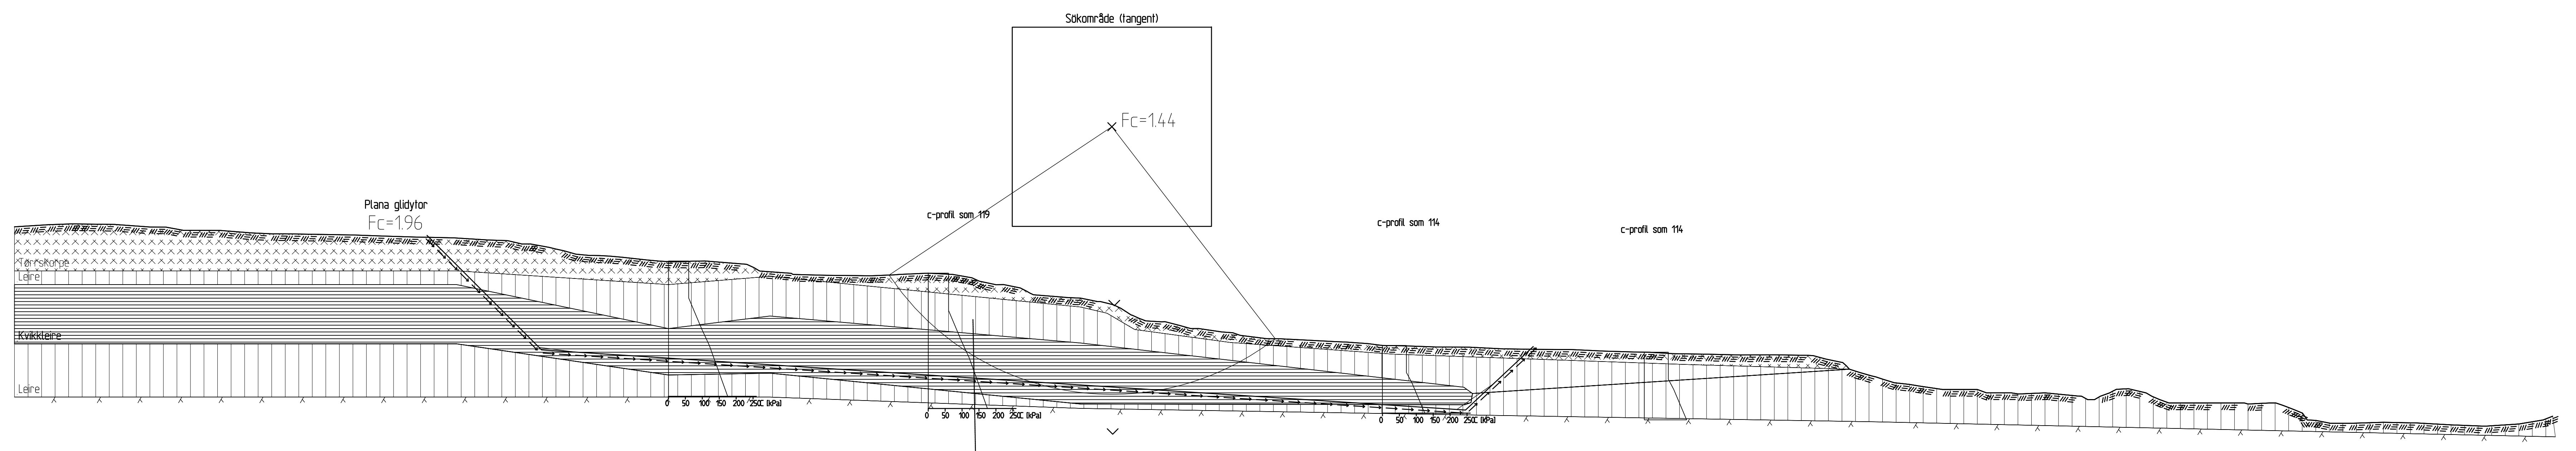 Sökområde (tangent)
Fc=1.44
Plana glidytor
Fc=1.96
c-profil som 119
c-profil som 114
c-profil som 114
Tørrskorpe
Leire
Kvikkleire
Leire
0 50 100 150 200 250 C [kPa]
0 50 100 150 200 250 C [kPa]
0 50 100 150 200 250 C [kPa]